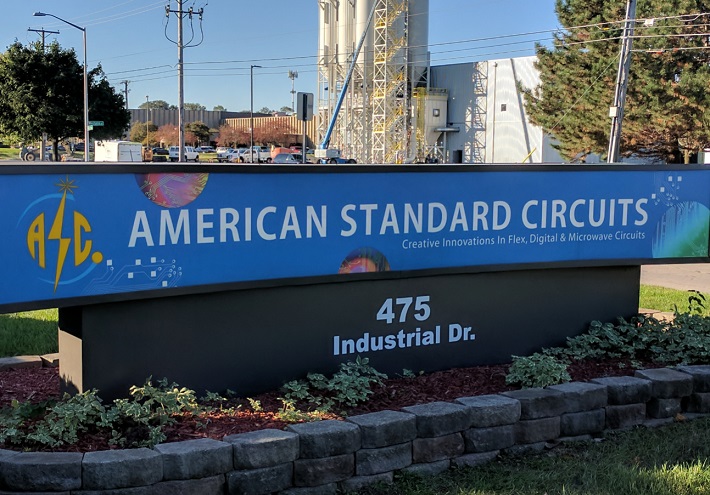 ASC.
AMERICAN STANDARD CIRCUITS
Creative Innovations In Flex, Digital & Microwave Circuits
475
Industrial Dr.